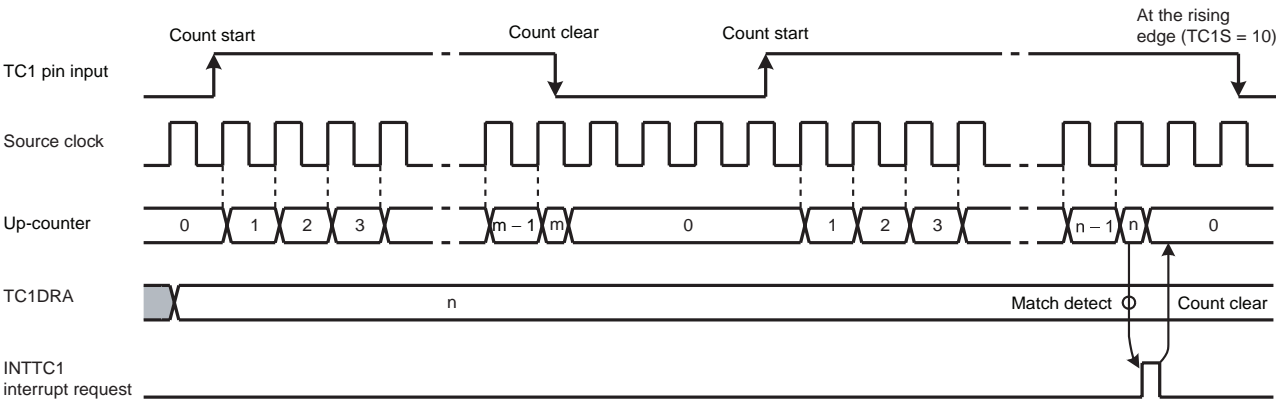 At the rising
edge (TC1S = 10)
Count start
Count clear
Count start
TC1 pin input
Source clock
Up-counter
0 1 2 3 m − 1 m 0 1 2 3 n − 1 n 0
TC1DRA
n
Match detect
Count clear
INTTC1
interrupt request